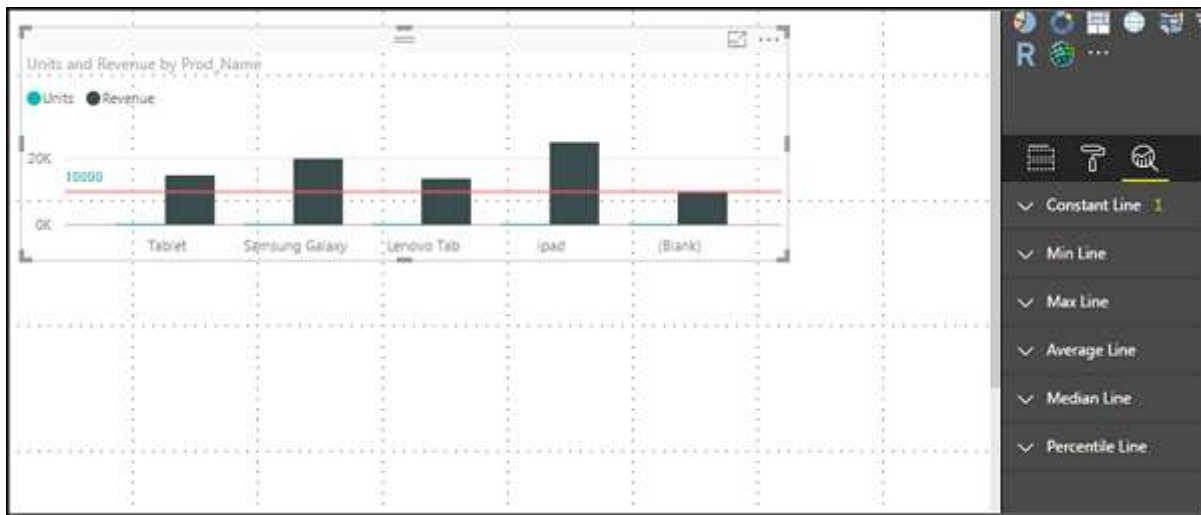 Units and Revenue by Prod_Name
Units Revenue
20K
10000
0K
Tablet Samsung Galaxy Lenovo Tab ipad (Blank)
R ...
Constant Line 1
Min Line
Max Line
Average Line
Median Line
Percentile Line